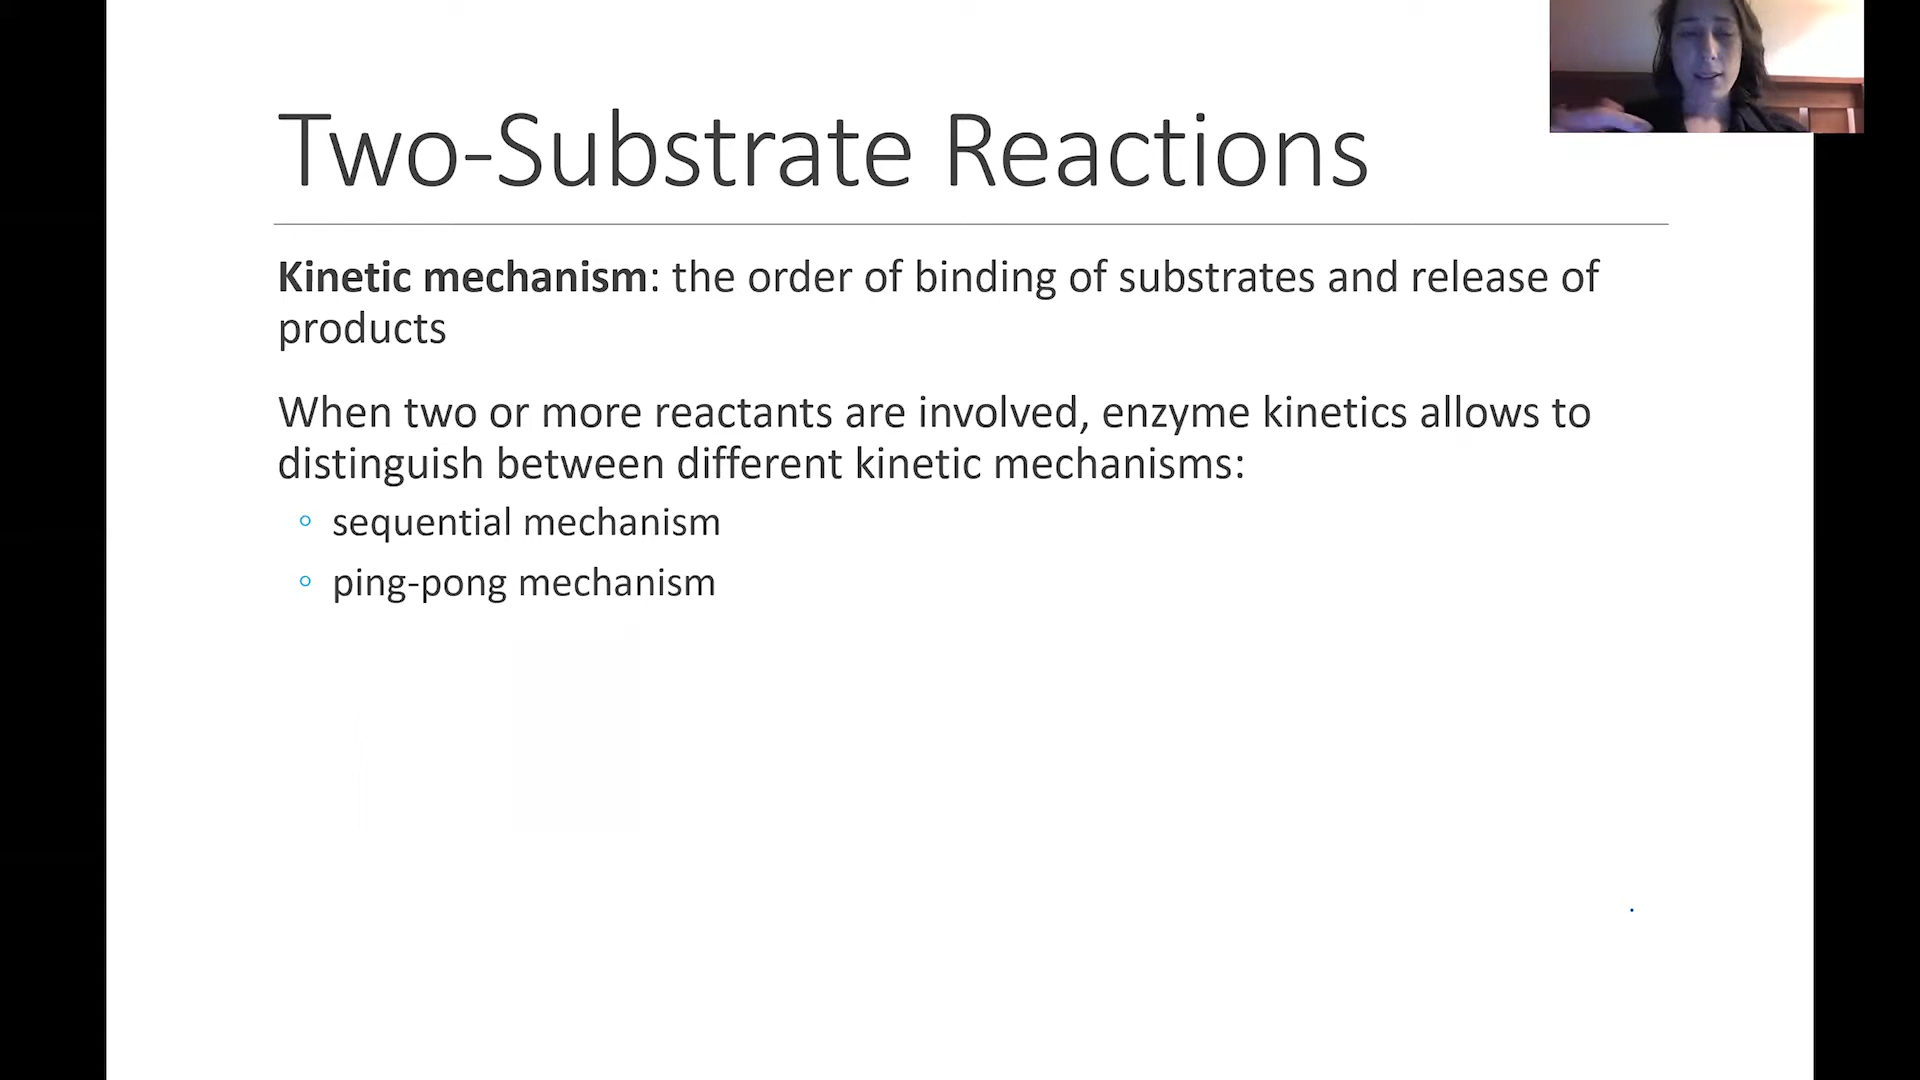 Two-Substrate Reactions
Kinetic mechanism: the order of binding of substrates and release of
products
When two or more reactants are involved, enzyme kinetics allows to
distinguish between different kinetic mechanisms:
◦ sequential mechanism
◦ ping-pong mechanism